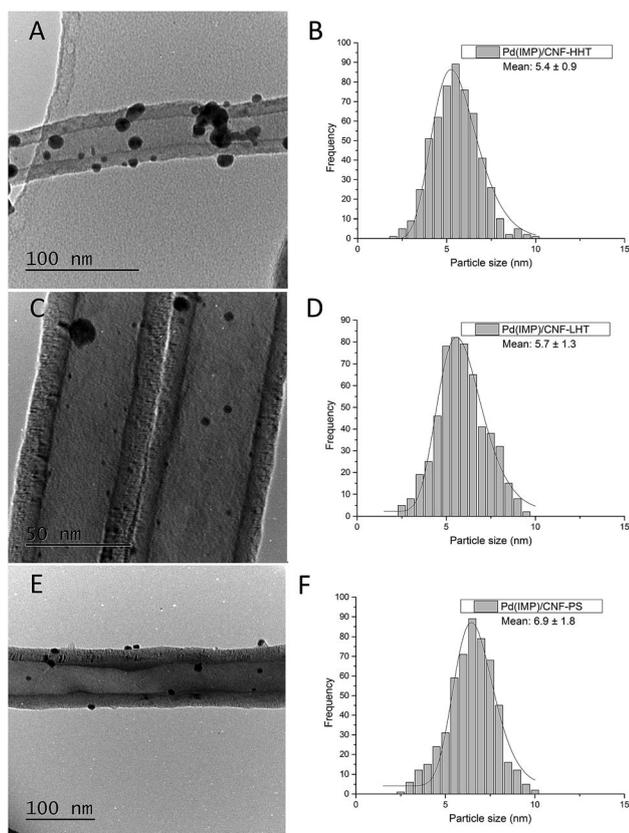 A
100 nm
B
Pd(IMP)/CNF-HHT
Mean: 5.4 ± 0.9
Frequency
100
90
80
70
60
50
40
30
20
10
0
0 5 10 15
Particle size (nm)
C
50 nm
D
Pd(IMP)/CNF-LHT
Mean: 5.7 ± 1.3
Frequency
90
80
70
60
50
40
30
20
10
0
0 5 10 15
Particle size (nm)
E
100 nm
F
Pd(IMP)/CNF-PS
Mean: 6.9 ± 1.8
Frequency
100
90
80
70
60
50
40
30
20
10
0
0 5 10 15
Particle size (nm)